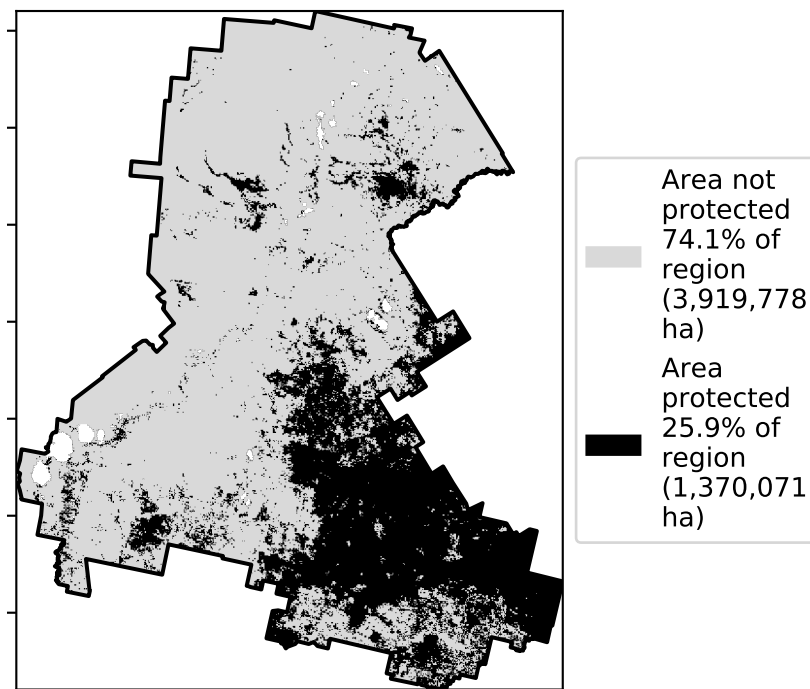 Area not
protected
74.1% of
region
(3,919,778
ha)
Area
protected
25.9% of
region
(1,370,071
ha)